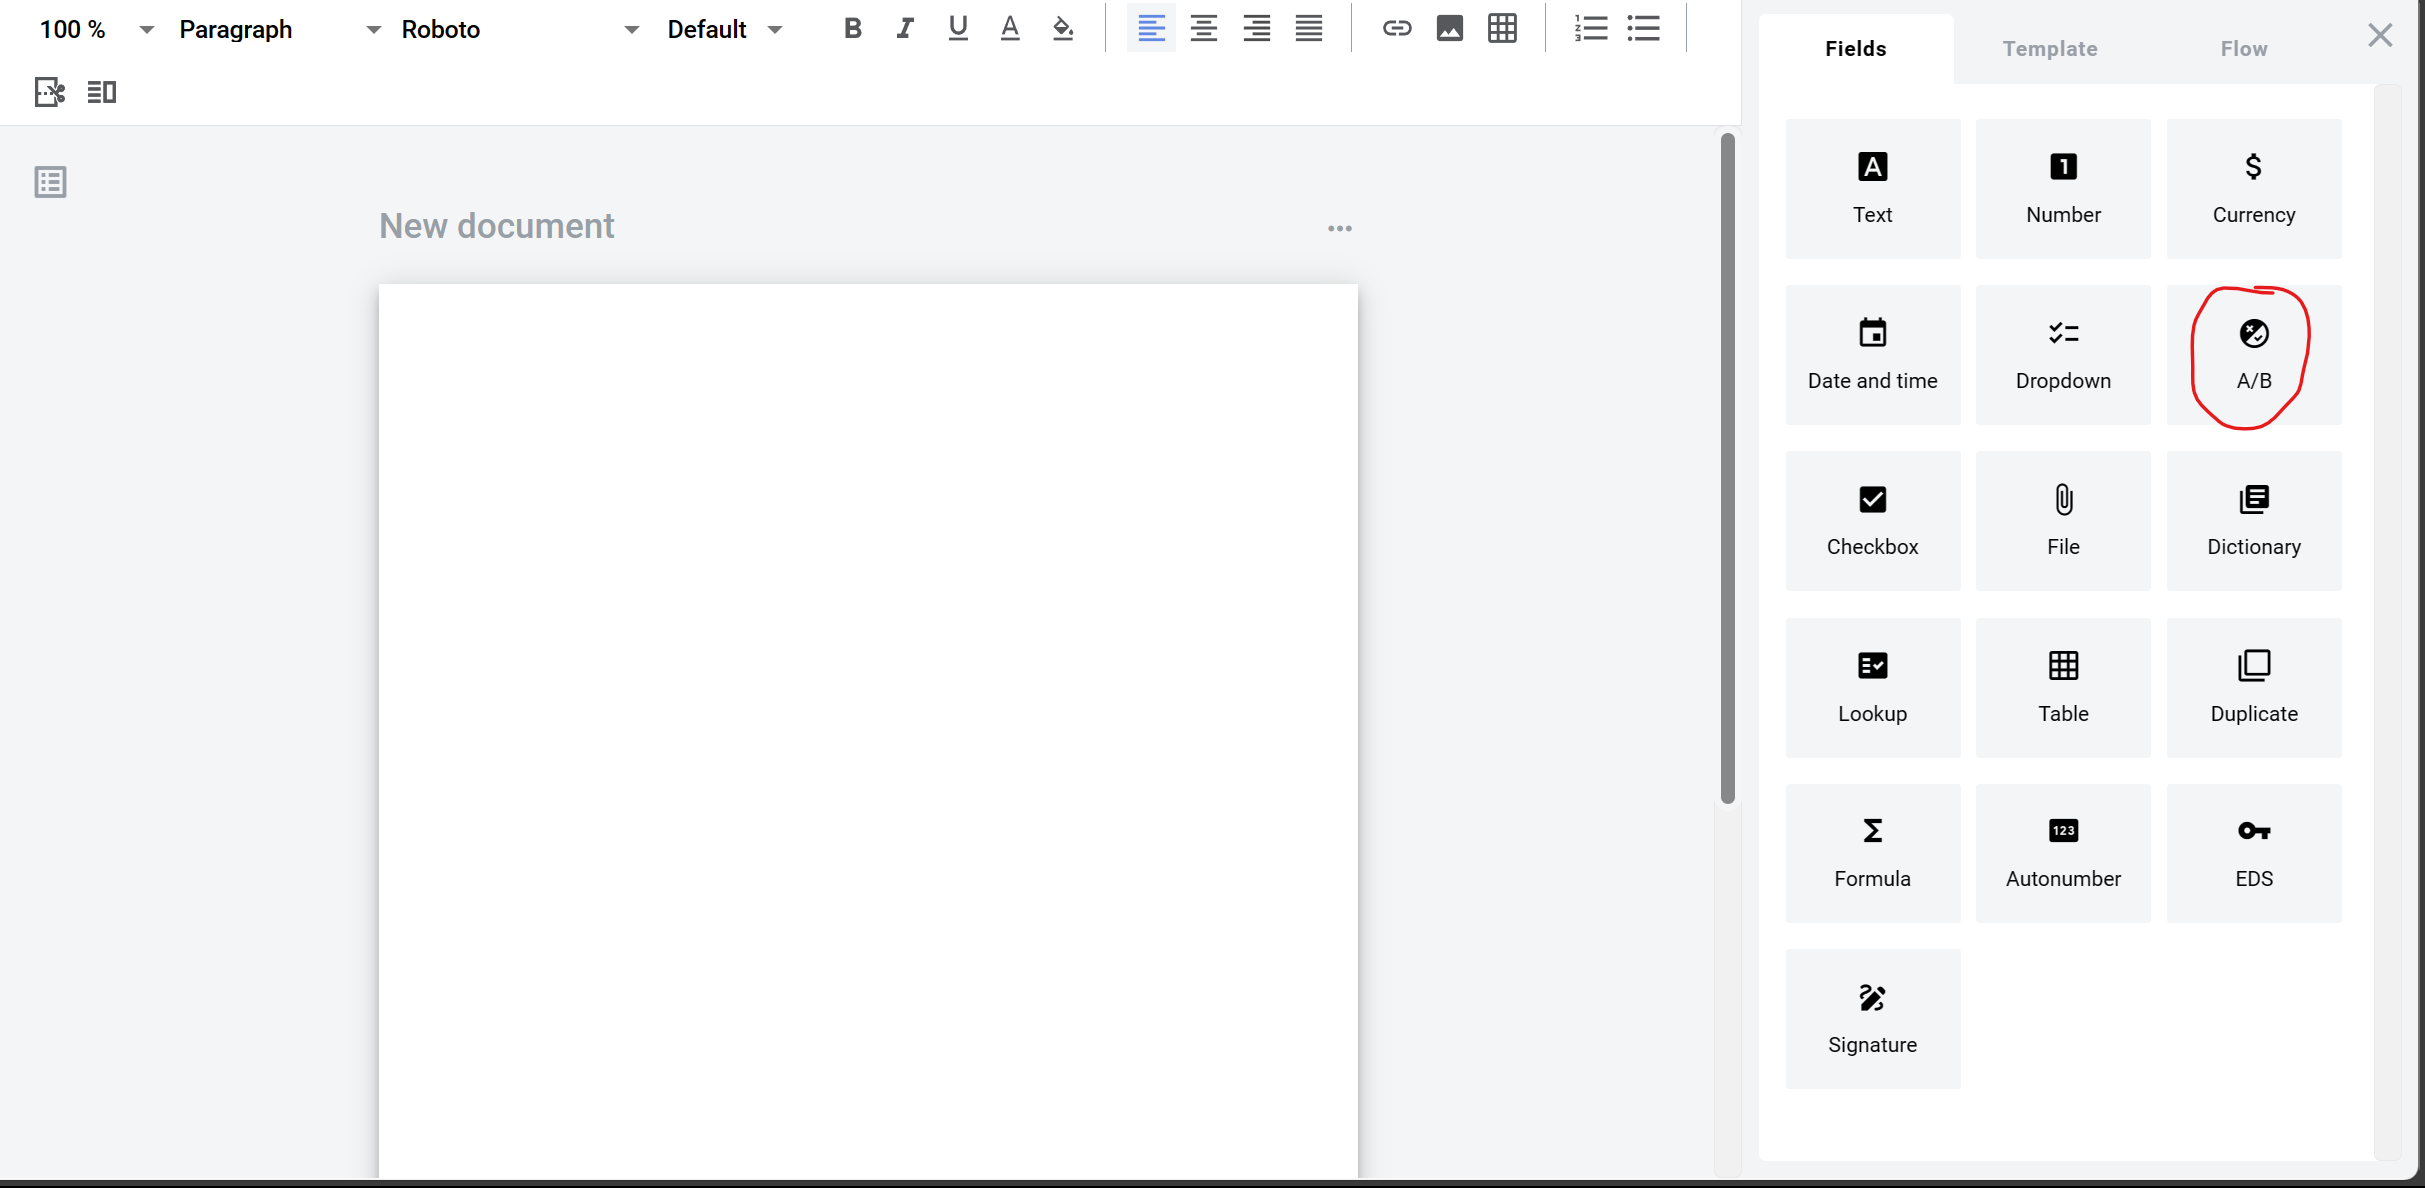 100 % Paragraph Roboto Default
Fields Template Flow
New document
Text Number Currency
Date and time Dropdown A/B
Checkbox File Dictionary
Lookup Table Duplicate
Formula Autonumber EDS
Signature